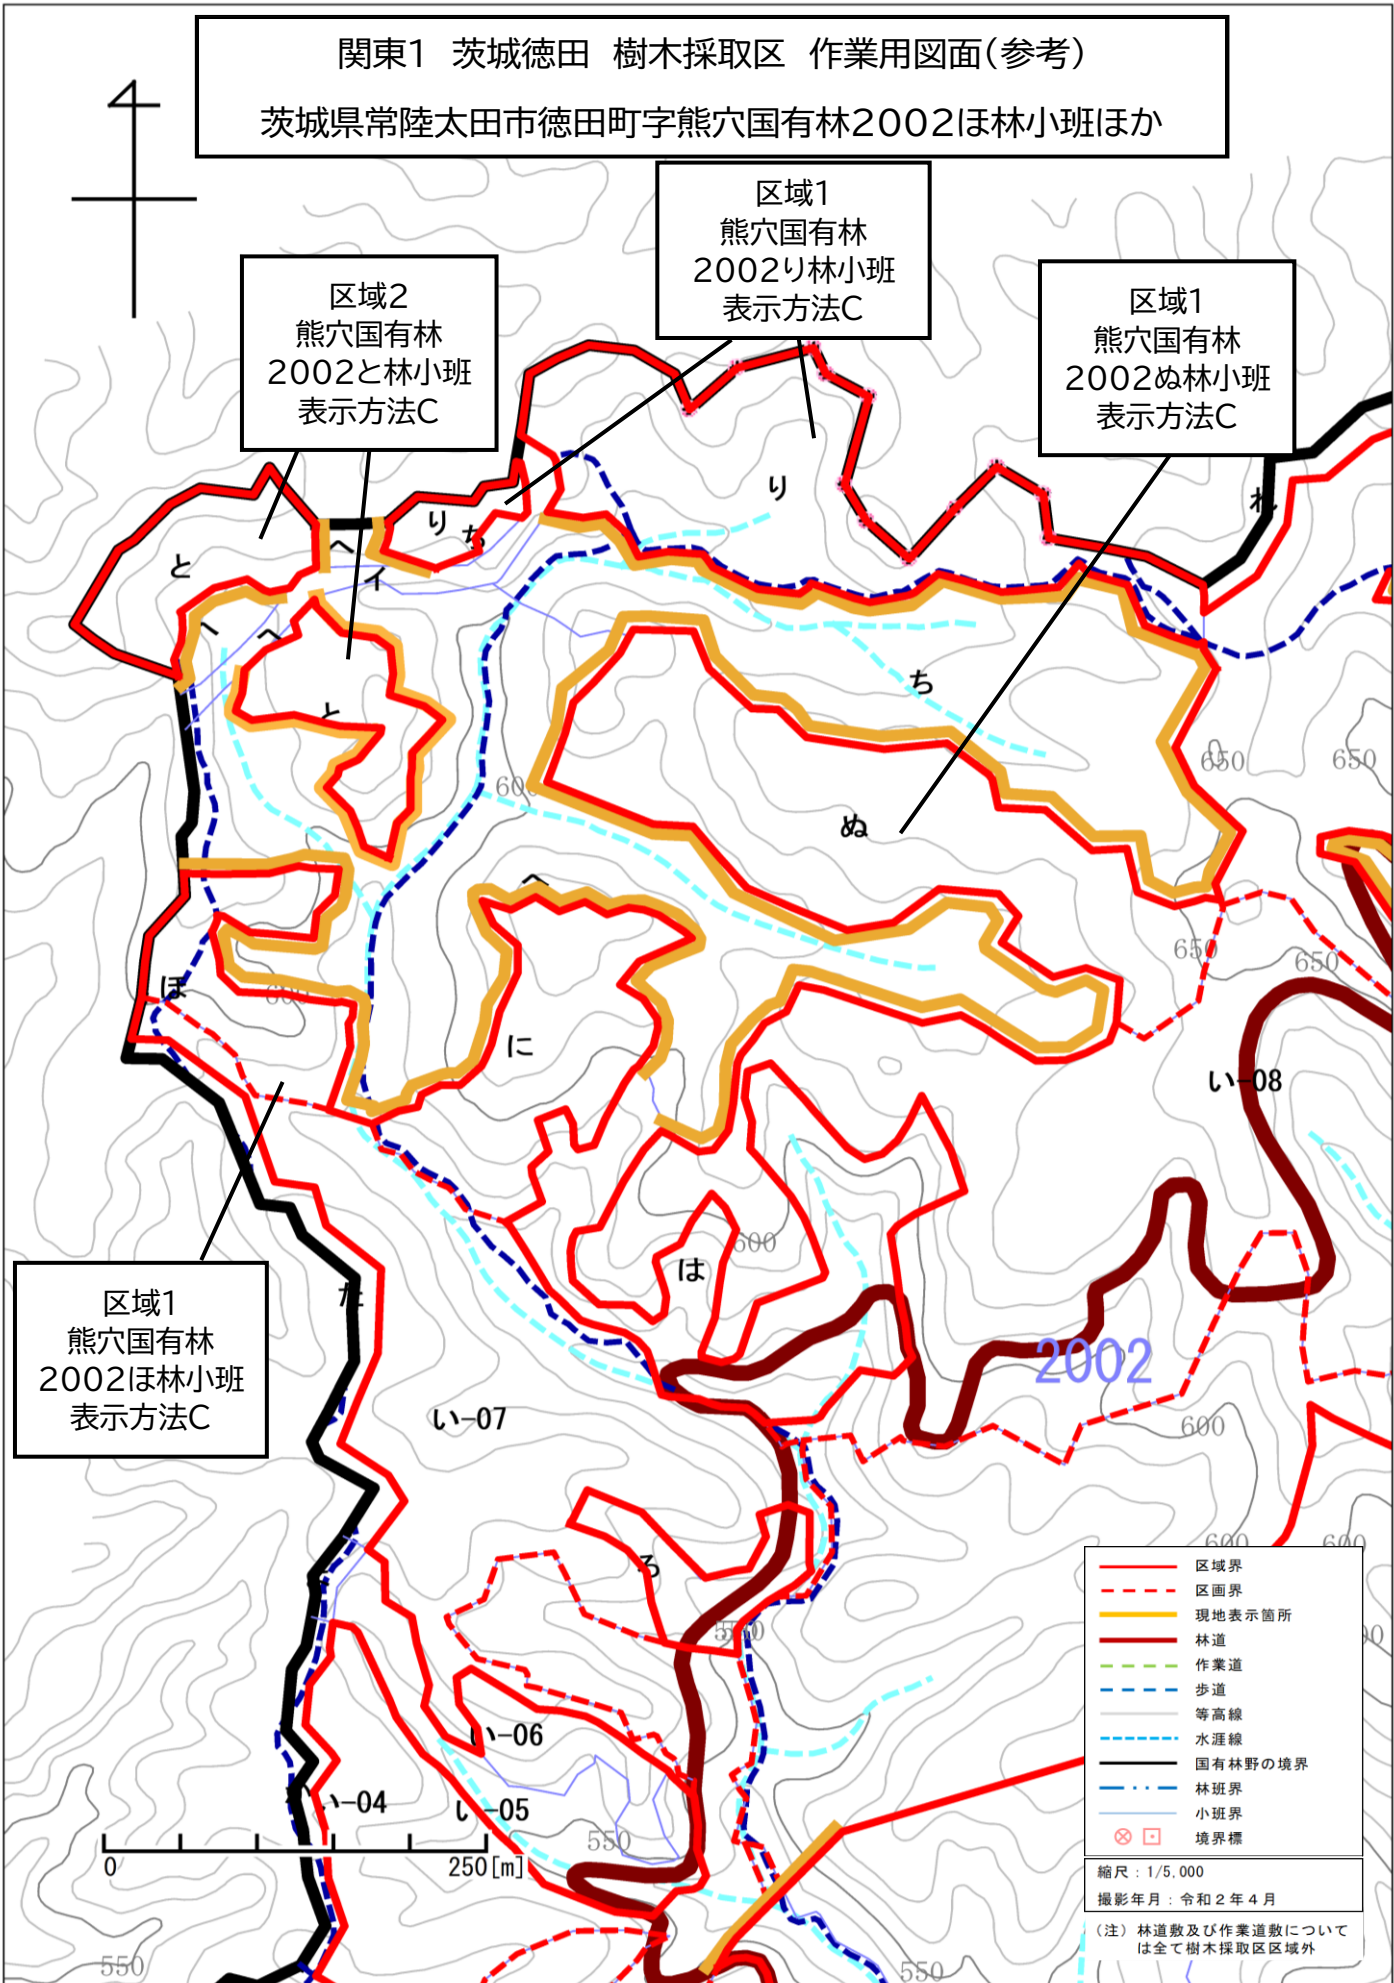 関東1 茨城徳田 樹木採取区 作業用図面(参考)
茨城県常陸太田市徳田町字熊穴国有林2002ほ林小班ほか
区域1
熊穴国有林
2002り林小班
表示方法C
区域2
熊穴国有林
2002と林小班
表示方法C
区域1
熊穴国有林
2002ぬ林小班
表示方法C
り
れ
り
ち
と
へ
イ
へ
へ
と
ち
650
650
600
ぬ
へ
650
650
ほ
600
に
い-08
600
は
た
区域1
熊穴国有林
2002ほ林小班
表示方法C
2002
い-07
600
ろ
600
600
550
い-06
い-04
い-05
550
0
250[m]
550
550
区域界
区画界
現地表示箇所
林道
作業道
歩道
等高線
水涯線
国有林野の境界
林班界
小班界
境界標
縮尺:1/5,000
撮影年月:令和2年4月
(注) 林道敷及び作業道敷について
は全て樹木採取区区域外